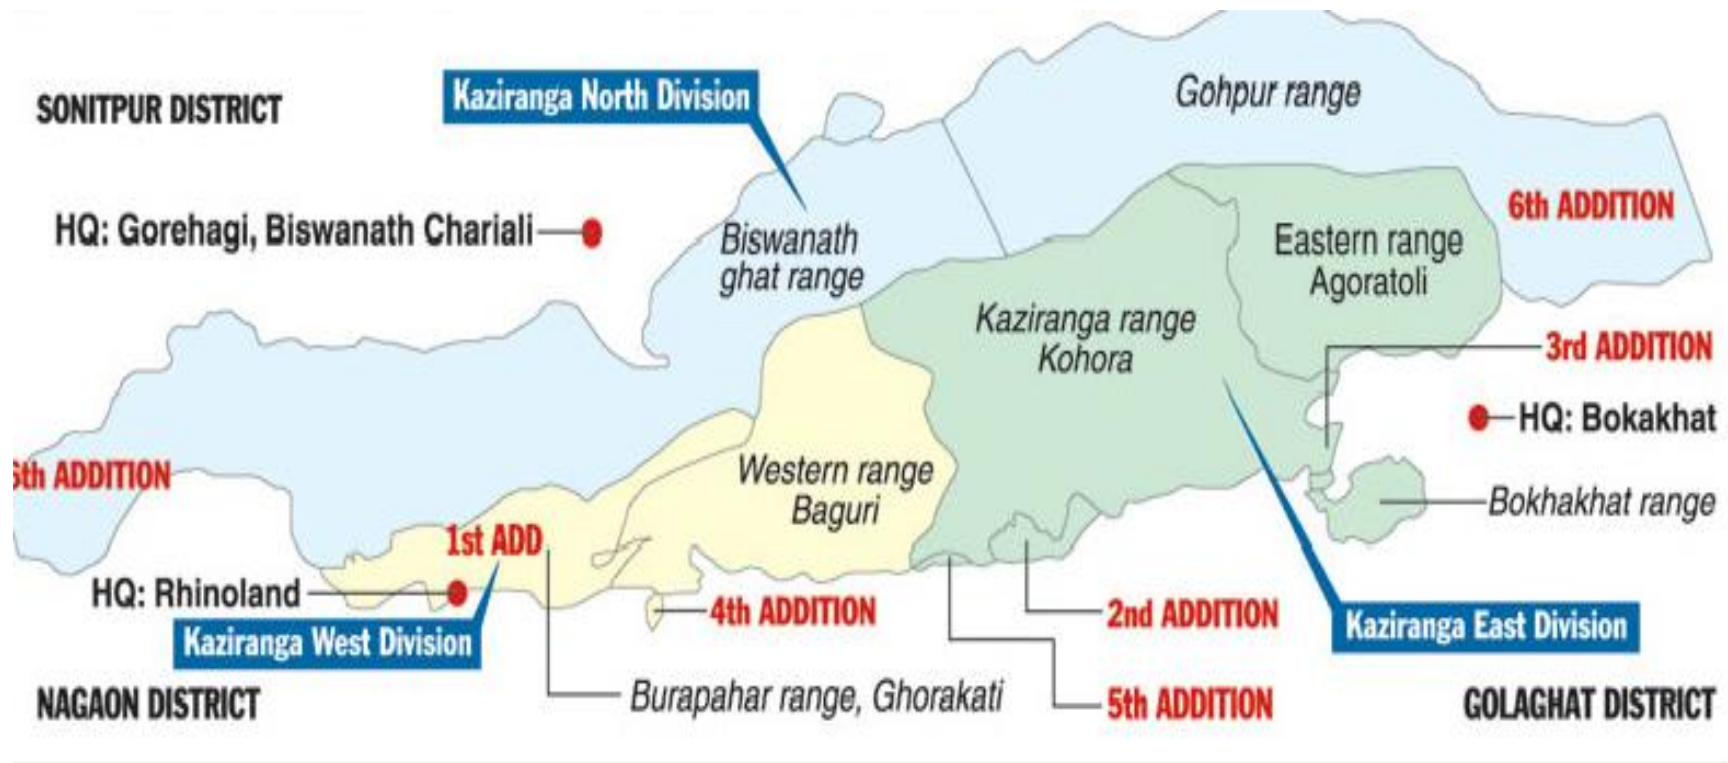 Gohpur range
Kaziranga North Division
SONITPUR DISTRICT
6th ADDITION
HQ: Gorehagi, Biswanath Chariali
Biswanath
ghat range
Eastern range
Agoratoli
Kaziranga range
Kohora
3rd ADDITION
HQ: Bokakhat
Western range
Baguri
6th ADDITION
Bokhakhat range
1st ADD
HQ: Rhinoland
4th ADDITION
2nd ADDITION
Kaziranga East Division
Kaziranga West Division
Burapahar range, Ghorakati
5th ADDITION
NAGAON DISTRICT
GOLAGHAT DISTRICT